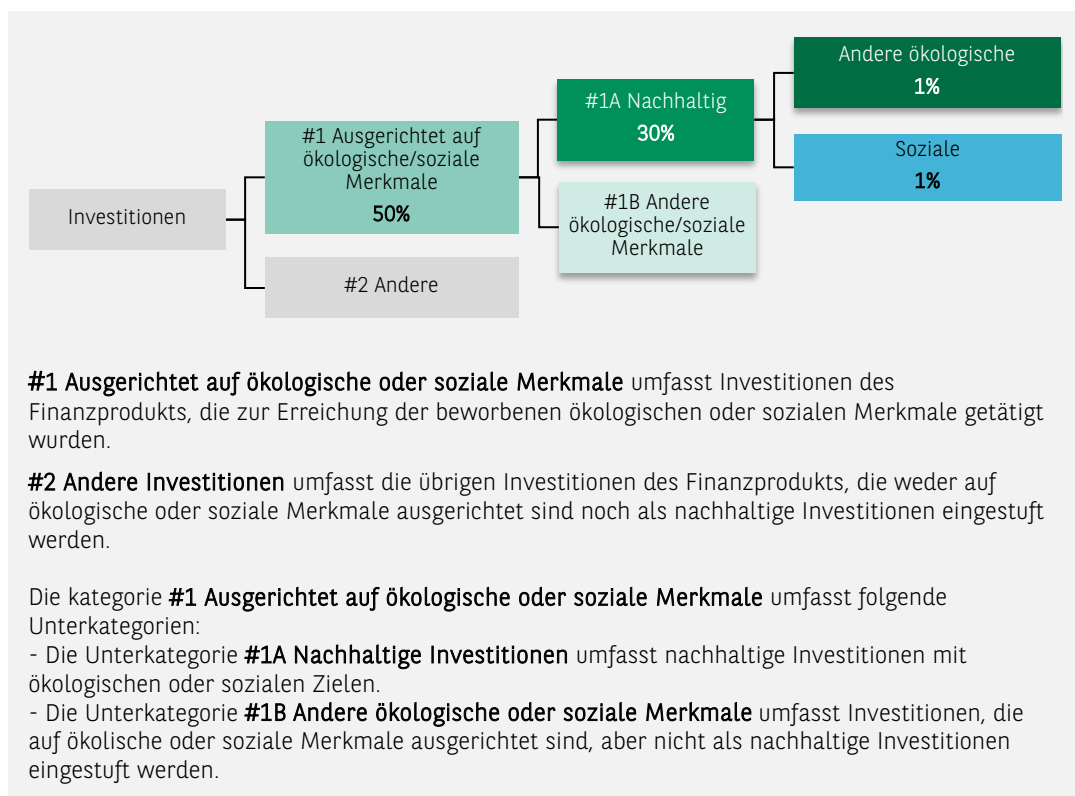 Investitionen
#1 Ausgerichtet auf
ökologische/soziale
Merkmale
50%
#2 Andere
#1A Nachhaltig
30%
#1B Andere
ökologische/soziale
Merkmale
Andere ökologische
1%
Soziale
1%
#1 Ausgerichtet auf ökologische oder soziale Merkmale umfasst Investitionen des
Finanzprodukts, die zur Erreichung der beworbenen ökologischen oder sozialen Merkmale getätigt
wurden.
#2 Andere Investitionen umfasst die übrigen Investitionen des Finanzprodukts, die weder auf
ökologische oder soziale Merkmale ausgerichtet sind noch als nachhaltige Investitionen eingestuft
werden.
Die kategorie #1 Ausgerichtet auf ökologische oder soziale Merkmale umfasst folgende
Unterkategorien:
- Die Unterkategorie #1A Nachhaltige Investitionen umfasst nachhaltige Investitionen mit
ökologischen oder sozialen Zielen.
- Die Unterkategorie #1B Andere ökologische oder soziale Merkmale umfasst Investitionen, die
auf ökolische oder soziale Merkmale ausgerichtet sind, aber nicht als nachhaltige Investitionen
eingestuft werden.